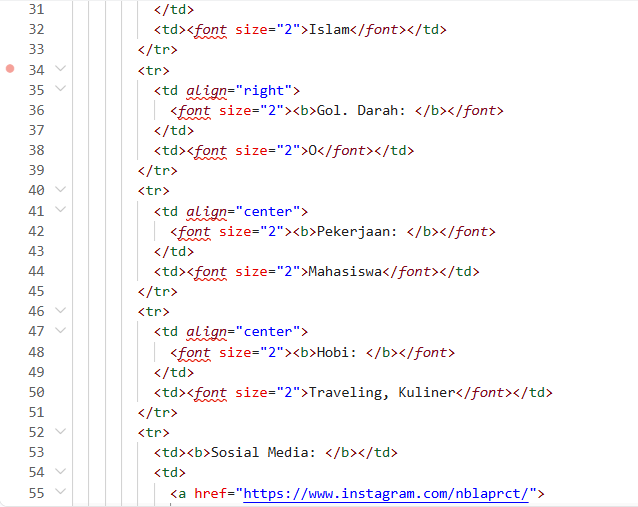 31 </td>
32 <td><font size="2">Islam</font></td>
33 </tr>
34 <tr>
35 <td align="right">
36 <font size="2"><b>Gol. Darah: </b></font>
37 </td>
38 <td><font size="2">O</font></td>
39 </tr>
40 <tr>
41 <td align="center">
42 <font size="2"><b>Pekerjaan: </b></font>
43 </td>
44 <td><font size="2">Mahasiswa</font></td>
45 </tr>
46 <tr>
47 <td align="center">
48 <font size="2"><b>Hobi: </b></font>
49 </td>
50 <td><font size="2">Traveling, Kuliner</font></td>
51 </tr>
52 <tr>
53 <td><b>Sosial Media: </b></td>
54 <td>
55 <a href="https://www.instagram.com/nblaprct/">